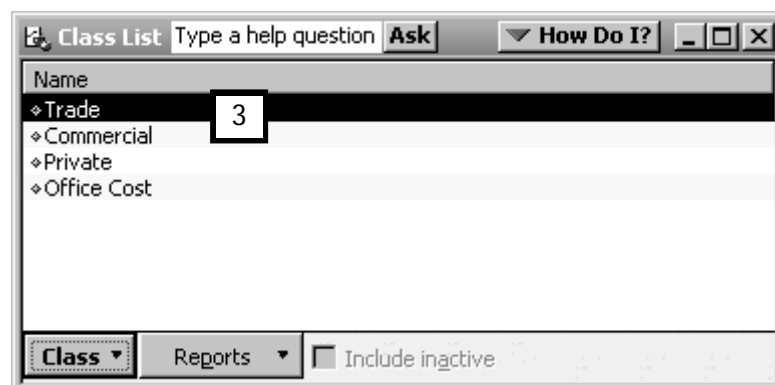 Class List Type a help question Ask How Do I?
Name
Trade
3
Commercial
Private
Office Cost
Class Reports Include inactive